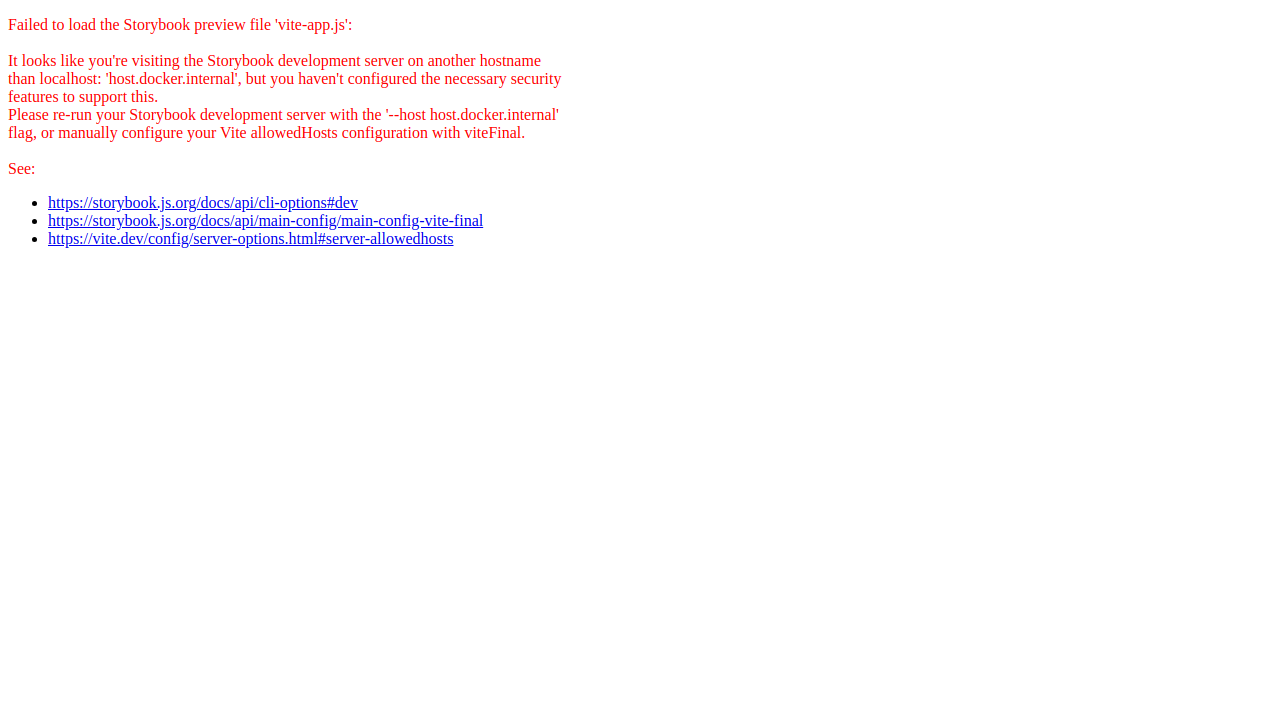 Failed to load the Storybook preview file 'vite-app.js':
It looks like you're visiting the Storybook development server on another hostname
than localhost: 'host.docker.internal', but you haven't configured the necessary security
features to support this.
Please re-run your Storybook development server with the '--host host.docker.internal'
flag, or manually configure your Vite allowedHosts configuration with viteFinal.
See:
https://storybook.js.org/docs/api/cli-options#dev
https://storybook.js.org/docs/api/main-config/main-config-vite-final
https://vite.dev/config/server-options.html#server-allowedhosts